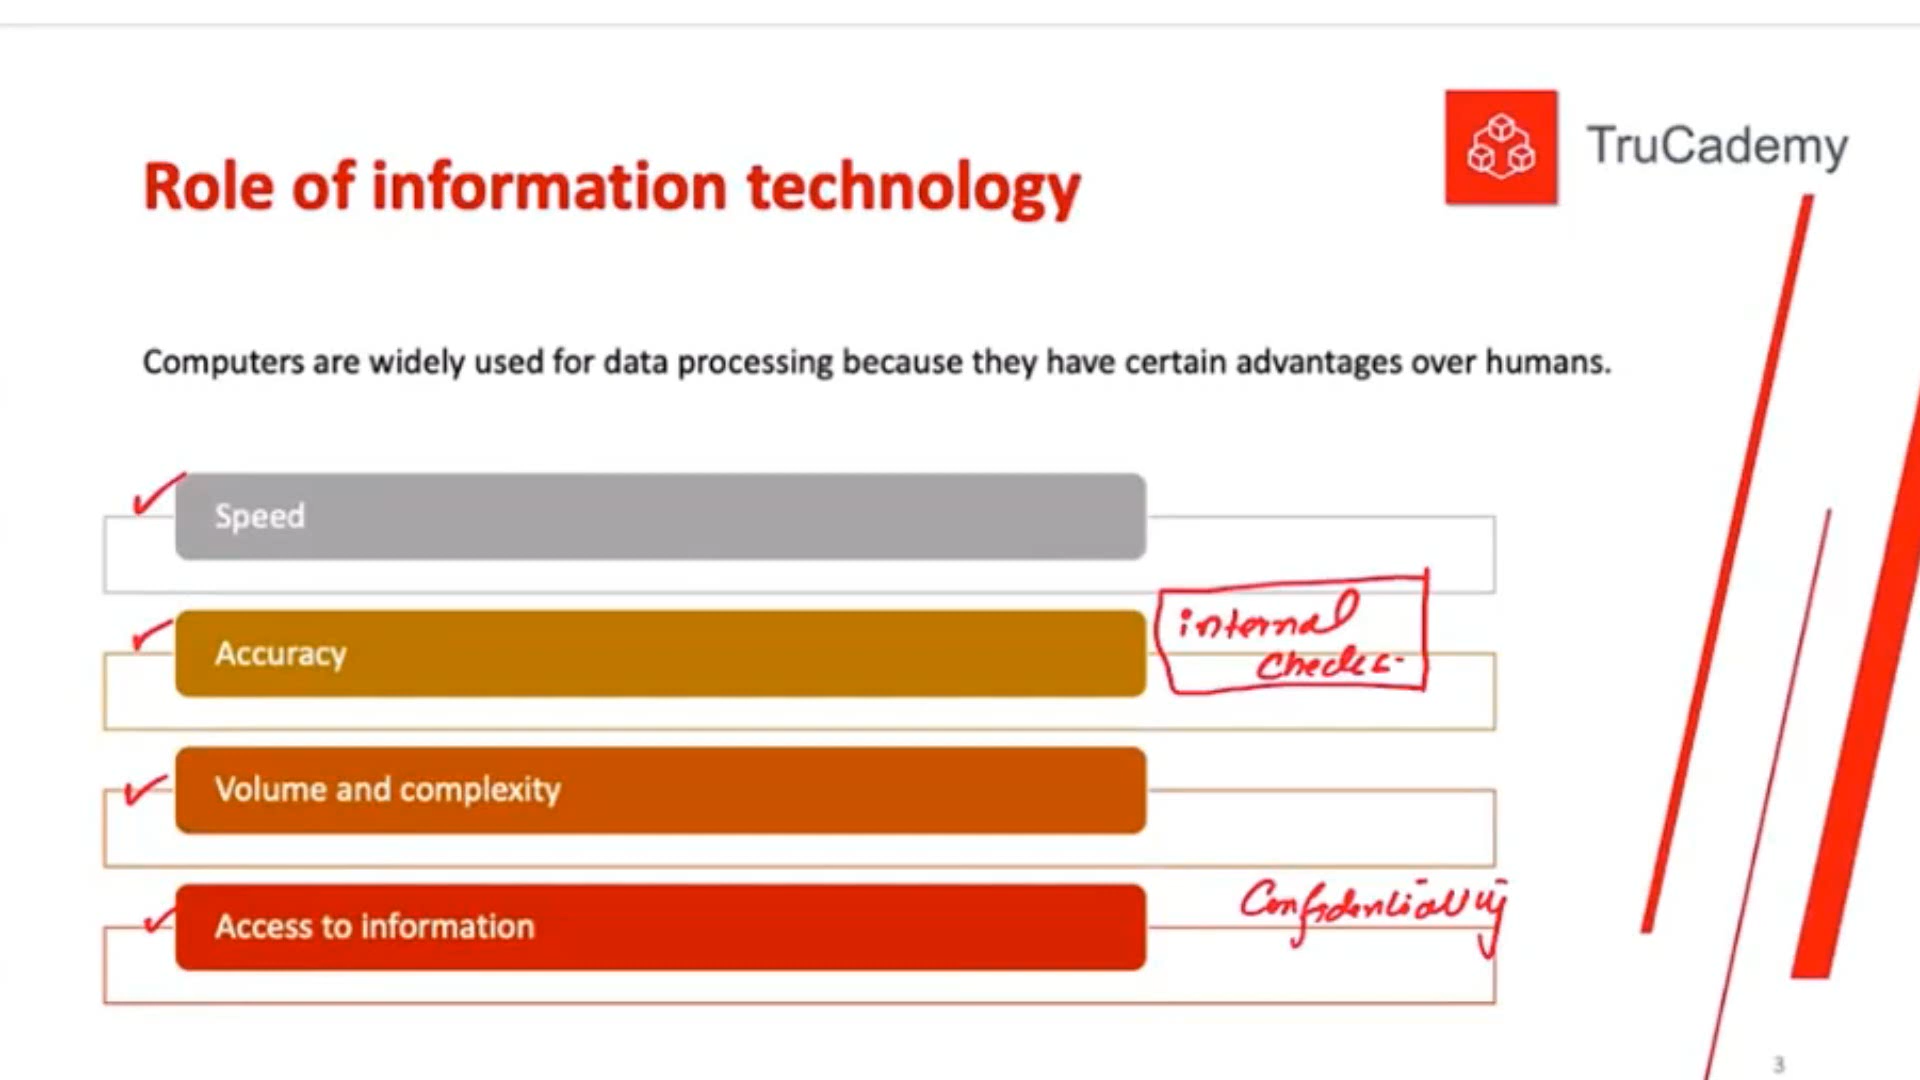 TruCademy
Role of information technology
Computers are widely used for data processing because they have certain advantages over humans.
Speed
Accuracy
internal
checks.
Volume and complexity
Access to information
Confidentiality
3